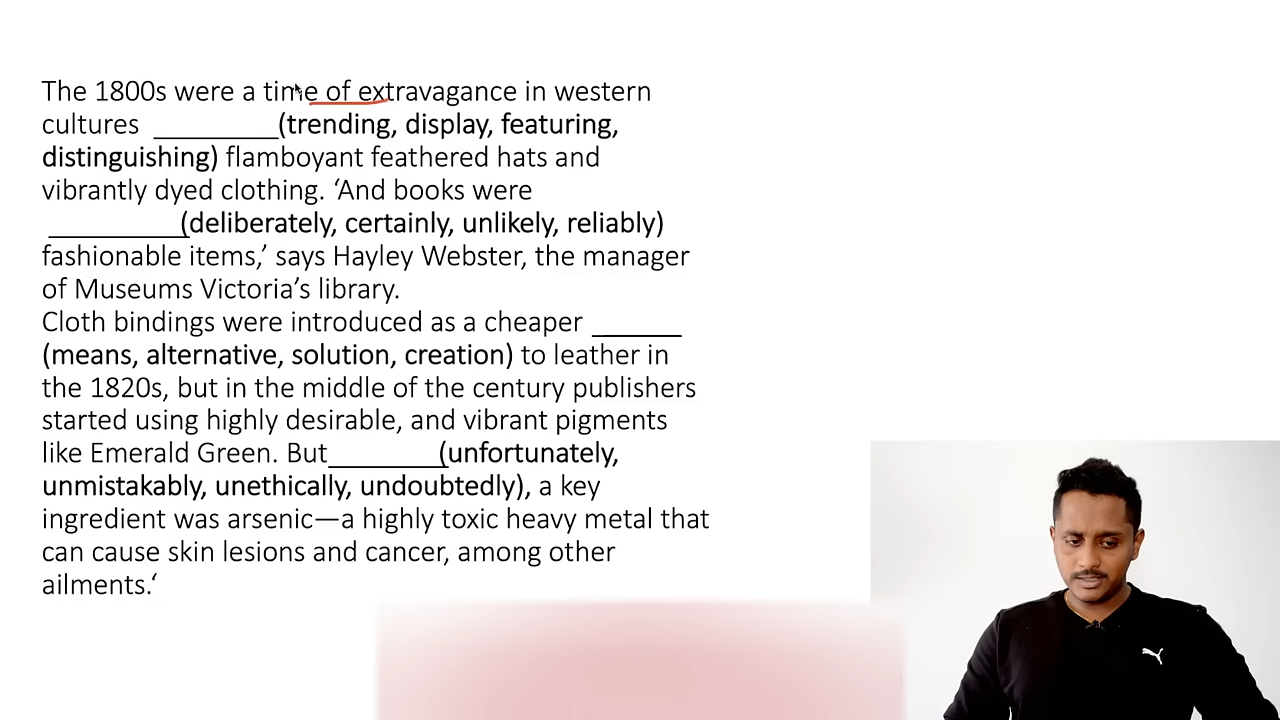 The 1800s were a time of extravagance in western
cultures _________(trending, display, featuring,
distinguishing) flamboyant feathered hats and
vibrantly dyed clothing. ‘And books were
__________(deliberately, certainly, unlikely, reliably)
fashionable items,’ says Hayley Webster, the manager
of Museums Victoria’s library.
Cloth bindings were introduced as a cheaper ______
(means, alternative, solution, creation) to leather in
the 1820s, but in the middle of the century publishers
started using highly desirable, and vibrant pigments
like Emerald Green. But________(unfortunately,
unmistakably, unethically, undoubtedly), a key
ingredient was arsenic—a highly toxic heavy metal that
can cause skin lesions and cancer, among other
ailments.‘